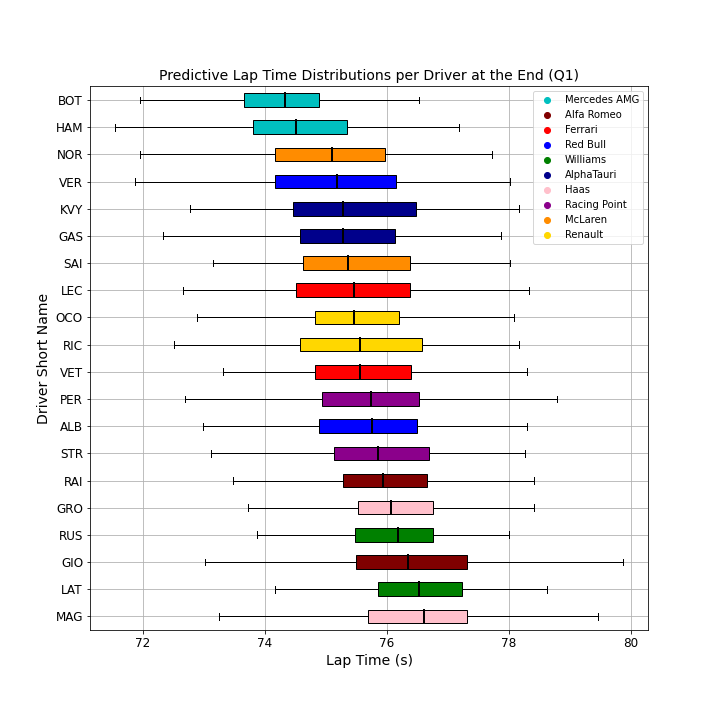 Predictive Lap Time Distributions per Driver at the End (Q1)
BOT
HAM
NOR
VER
KVY
GAS
SAI
LEC
OCO
RIC
VET
PER
ALB
STR
RAI
GRO
RUS
GIO
LAT
MAG
Driver Short Name
Mercedes AMG
Alfa Romeo
Ferrari
Red Bull
Williams
AlphaTauri
Haas
Racing Point
McLaren
Renault
72 74 76 78 80
Lap Time (s)